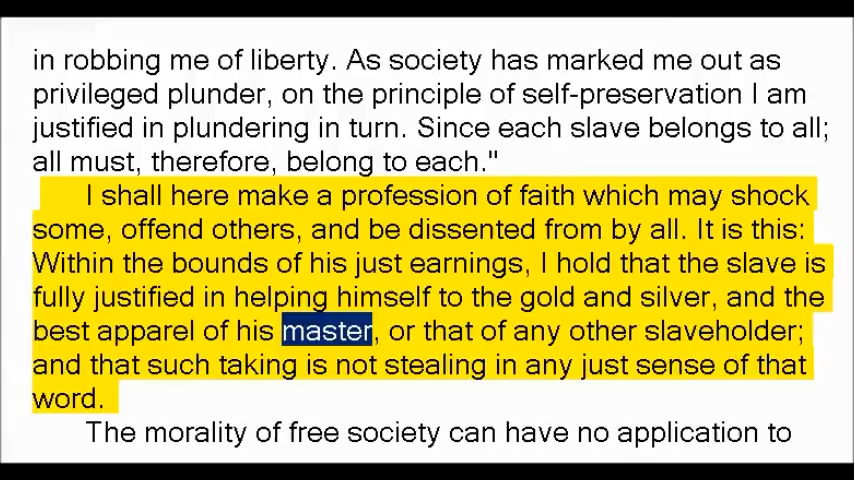 in robbing me of liberty. As society has marked me out as
privileged plunder, on the principle of self-preservation I am
justified in plundering in turn. Since each slave belongs to all;
all must, therefore, belong to each."
I shall here make a profession of faith which may shock
some, offend others, and be dissented from by all. It is this:
Within the bounds of his just earnings, I hold that the slave is
fully justified in helping himself to the gold and silver, and the
best apparel of his master, or that of any other slaveholder;
and that such taking is not stealing in any just sense of that
word.
The morality of free society can have no application to